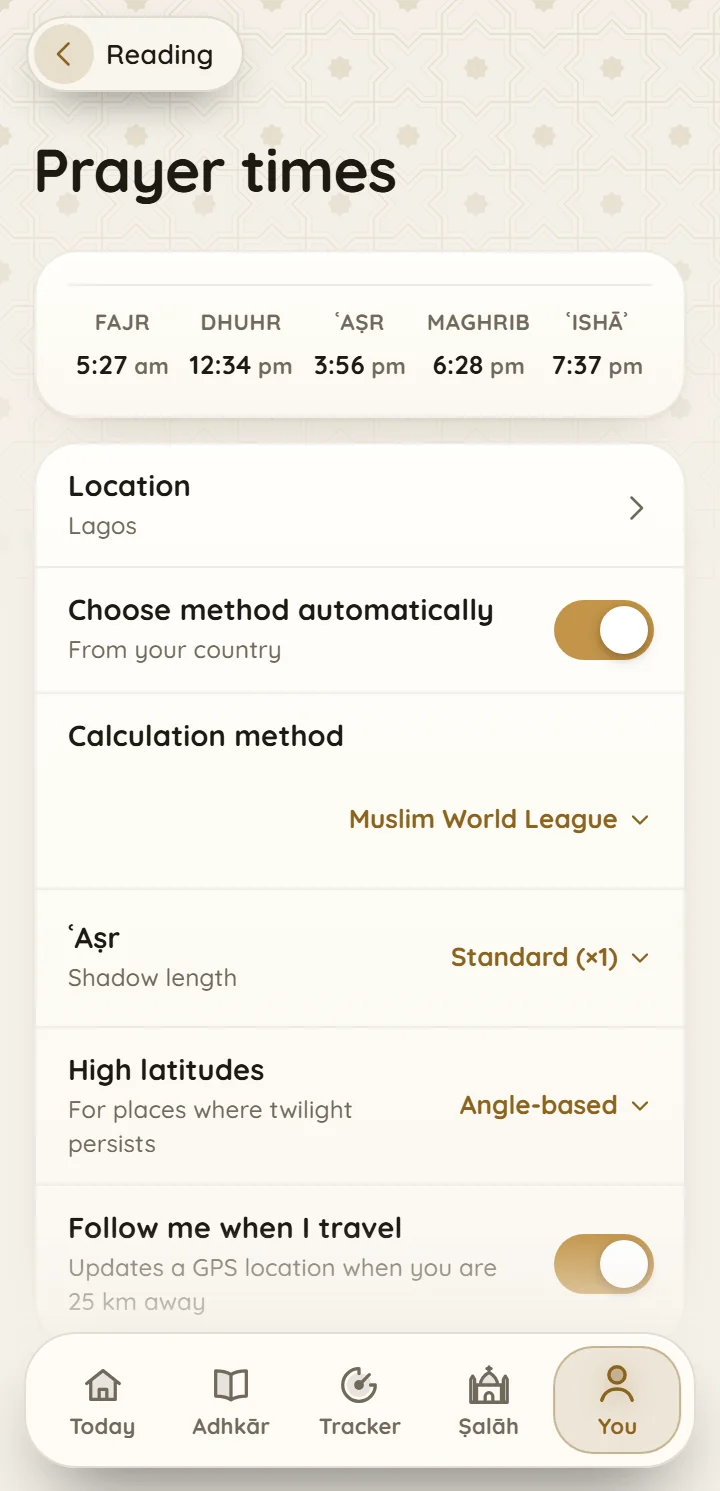 Reading
Prayer times
FAJR DHUHR ʿAṢR MAGHRIB ʿISHĀʾ
5:27 am 12:34 pm 3:56 pm 6:28 pm 7:37 pm
Location
Lagos
Choose method automatically
From your country
Calculation method
Muslim World League
ʿAṣr
Shadow length
Standard (×1)
High latitudes
For places where twilight
persists
Angle-based
Follow me when I travel
Updates a GPS location when you are
25 km away
Today Adhkār Tracker Ṣalāh You